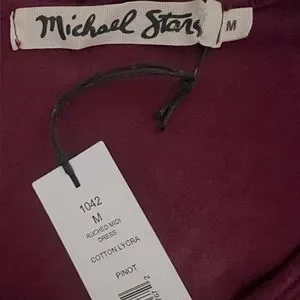 Michael Stars
M
1042
M
RUCHED MIDI
DRESS
COTTON LYCRA
PINOT